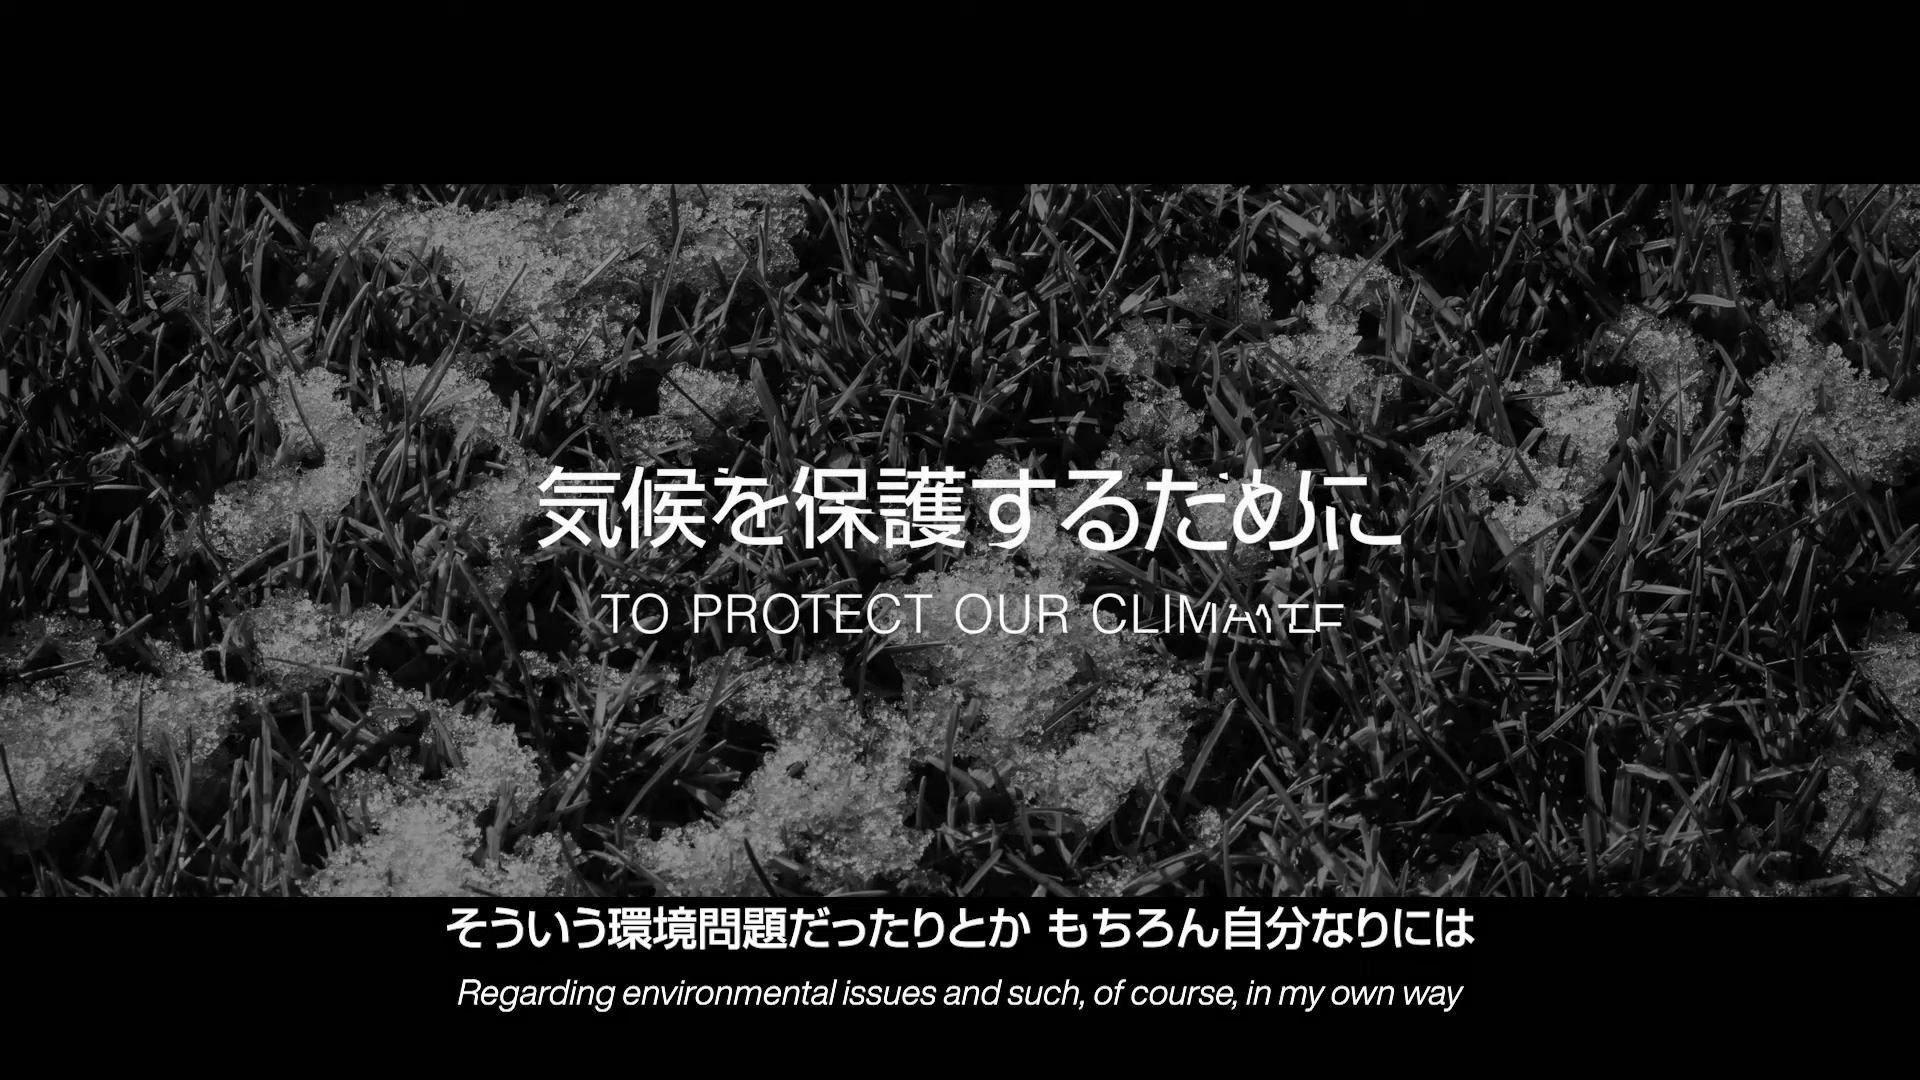 気候を保護するために
TO PROTECT OUR CLIMATE
そういう環境問題だったりとか もちろん自分なりには
Regarding environmental issues and such, of course, in my own way